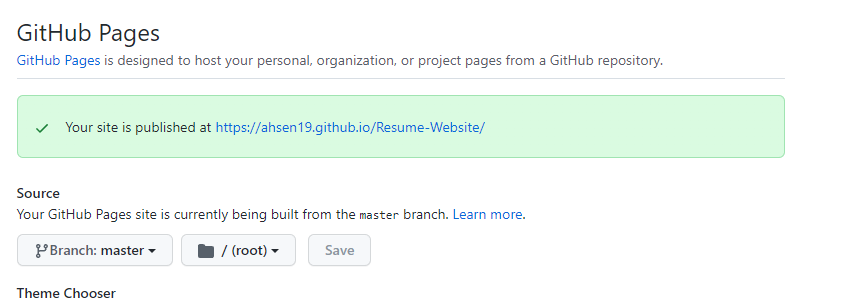 GitHub Pages
GitHub Pages is designed to host your personal, organization, or project pages from a GitHub repository.
Your site is published at https://ahsen19.github.io/Resume-Website/
Source
Your GitHub Pages site is currently being built from the master branch. Learn more.
Branch: master / (root) Save
Theme Chooser